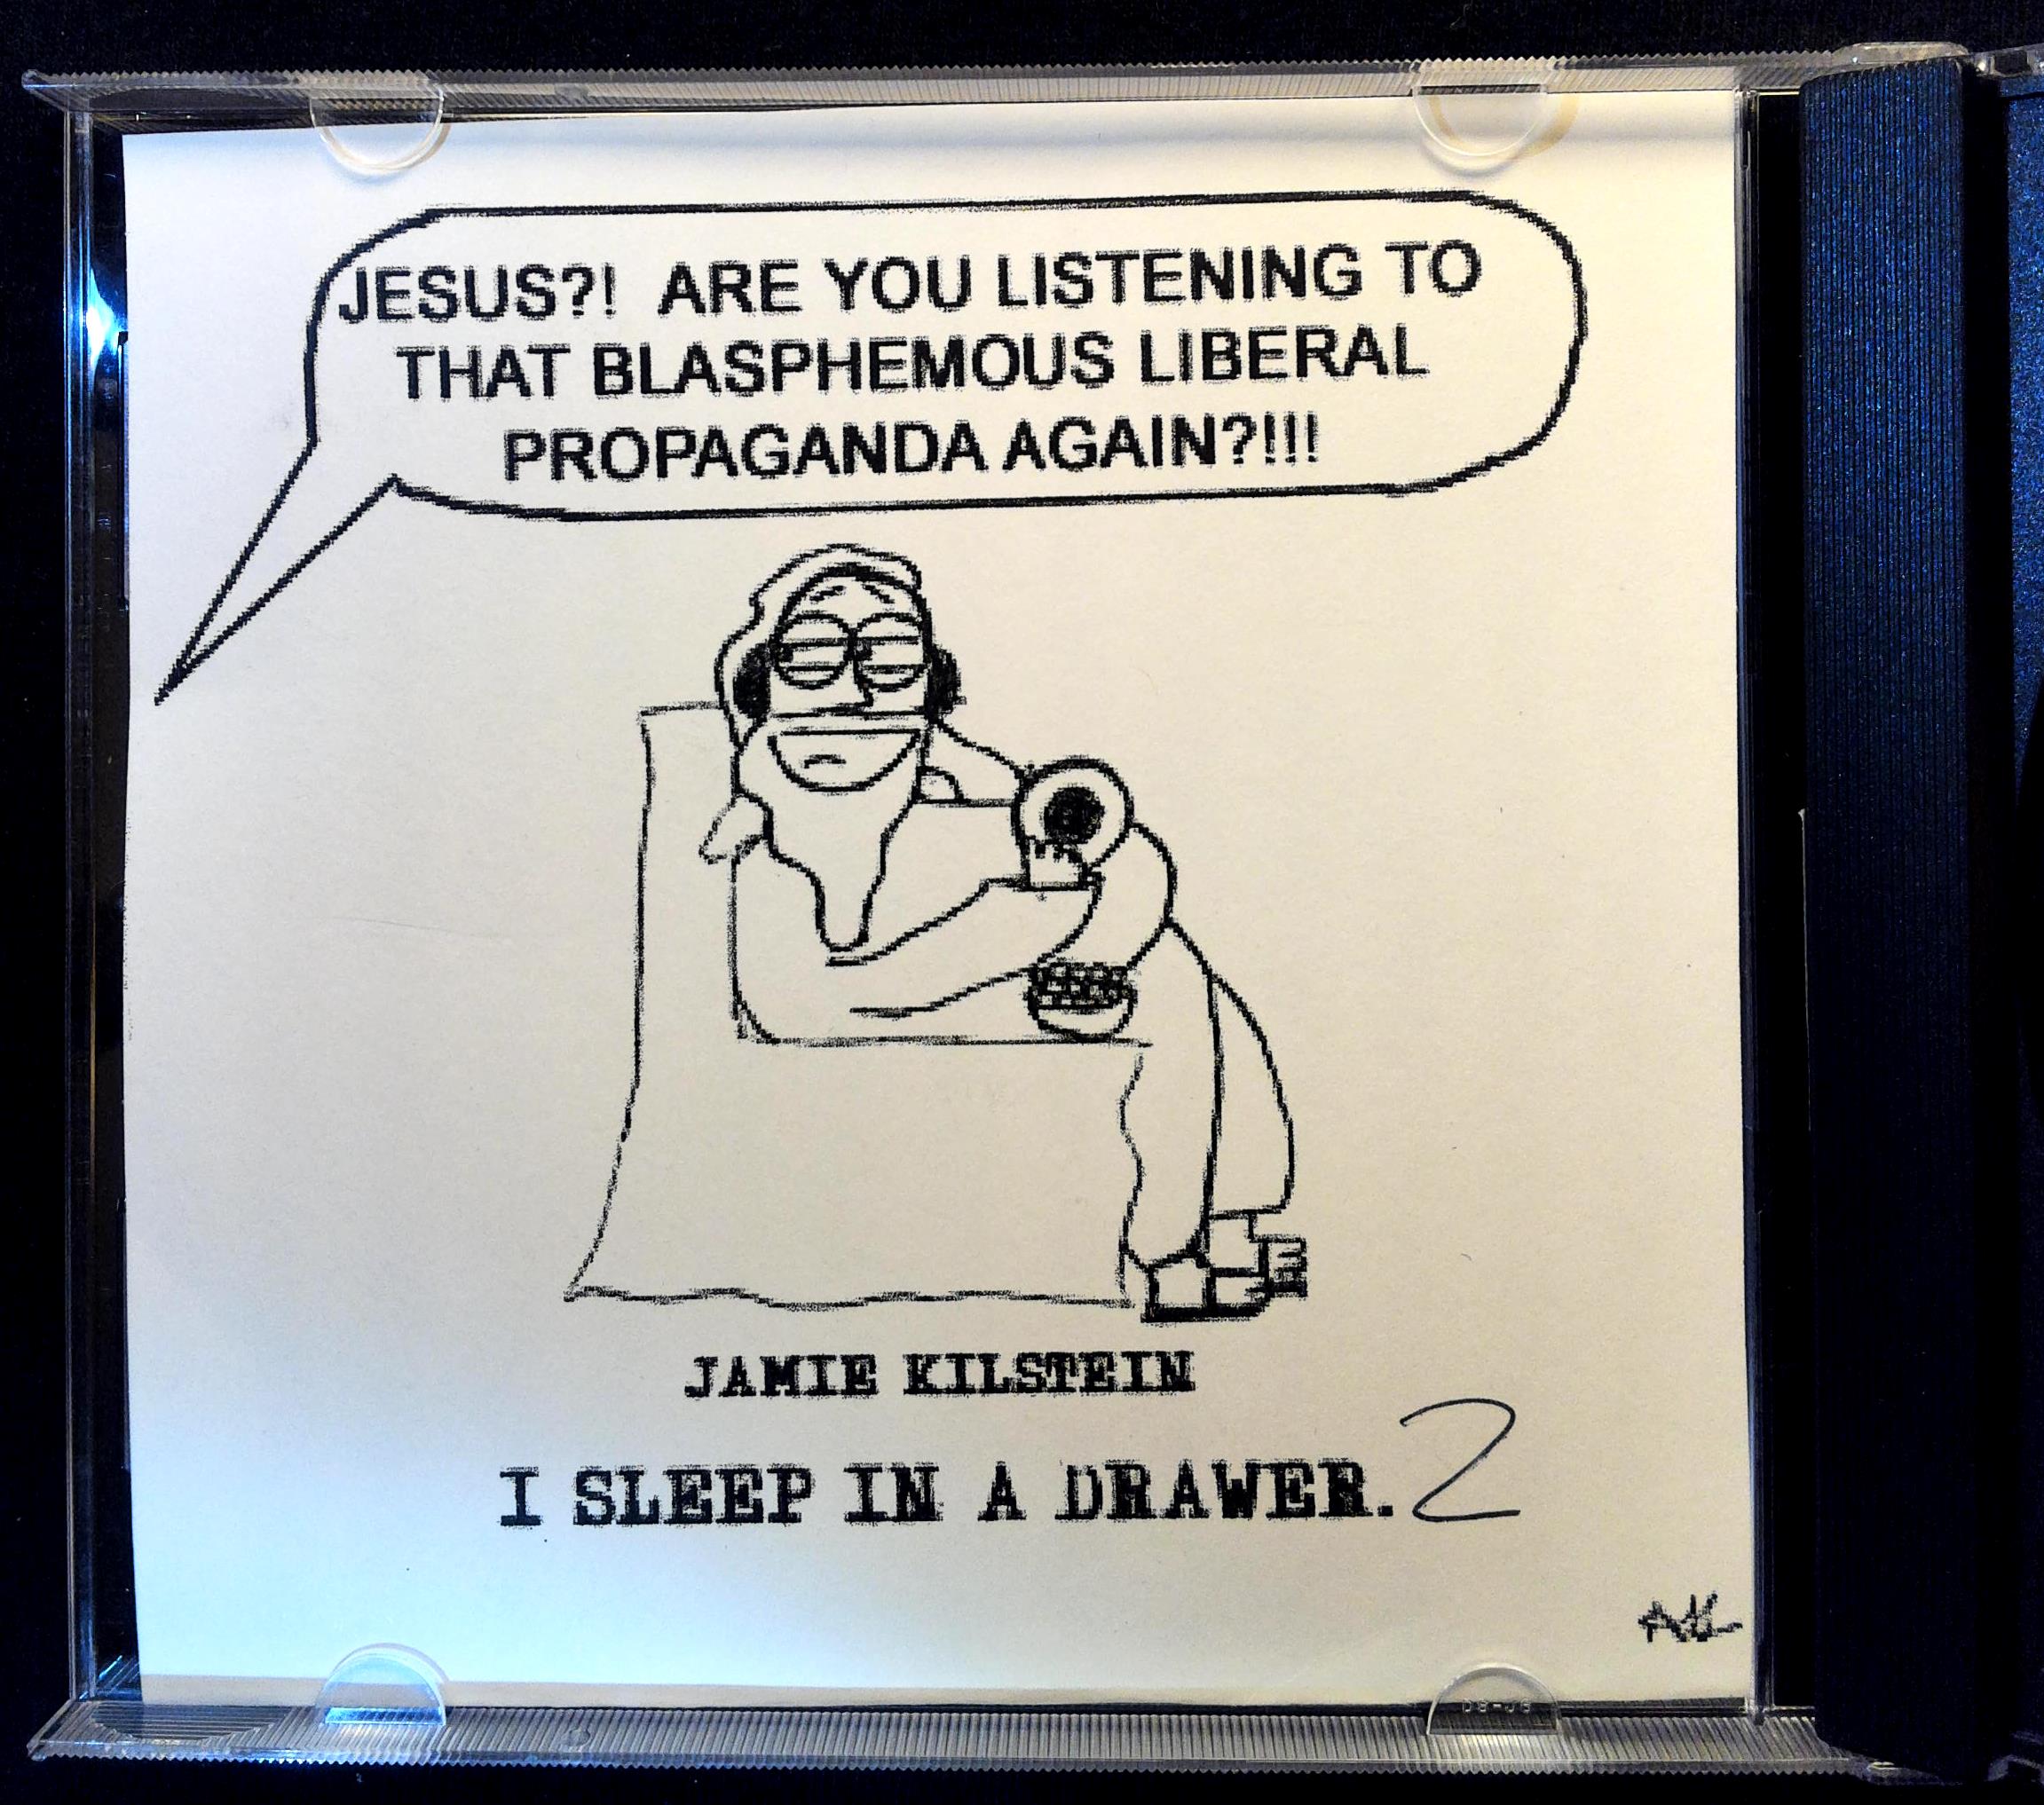 JESUS?! ARE YOU LISTENING TO
THAT BLASPHEMOUS LIBERAL
PROPAGANDA AGAIN?!!!
JAMIE KILSTEIN
I SLEEP IN A DRAWER. 2